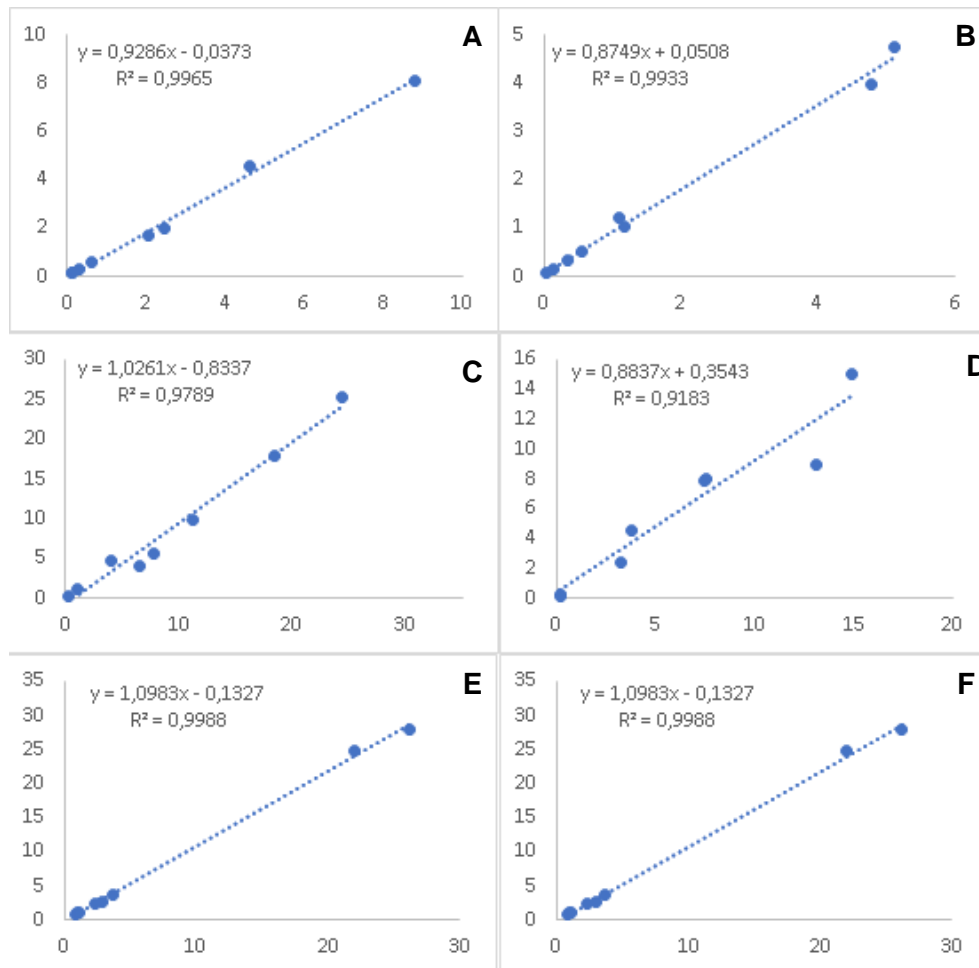 A
y = 0,9286x - 0,0373
R² = 0,9965
10
8
6
4
2
0
0 2 4 6 8 10
B
y = 0,8749x + 0,0508
R² = 0,9933
5
4
3
2
1
0
0 2 4 6
C
y = 1,0261x - 0,8337
R² = 0,9789
30
25
20
15
10
5
0
0 10 20 30
D
y = 0,8837x + 0,3543
R² = 0,9183
16
14
12
10
8
6
4
2
0
0 5 10 15 20
E
y = 1,0983x - 0,1327
R² = 0,9988
35
30
25
20
15
10
5
0
0 10 20 30
F
y = 1,0983x - 0,1327
R² = 0,9988
35
30
25
20
15
10
5
0
0 10 20 30